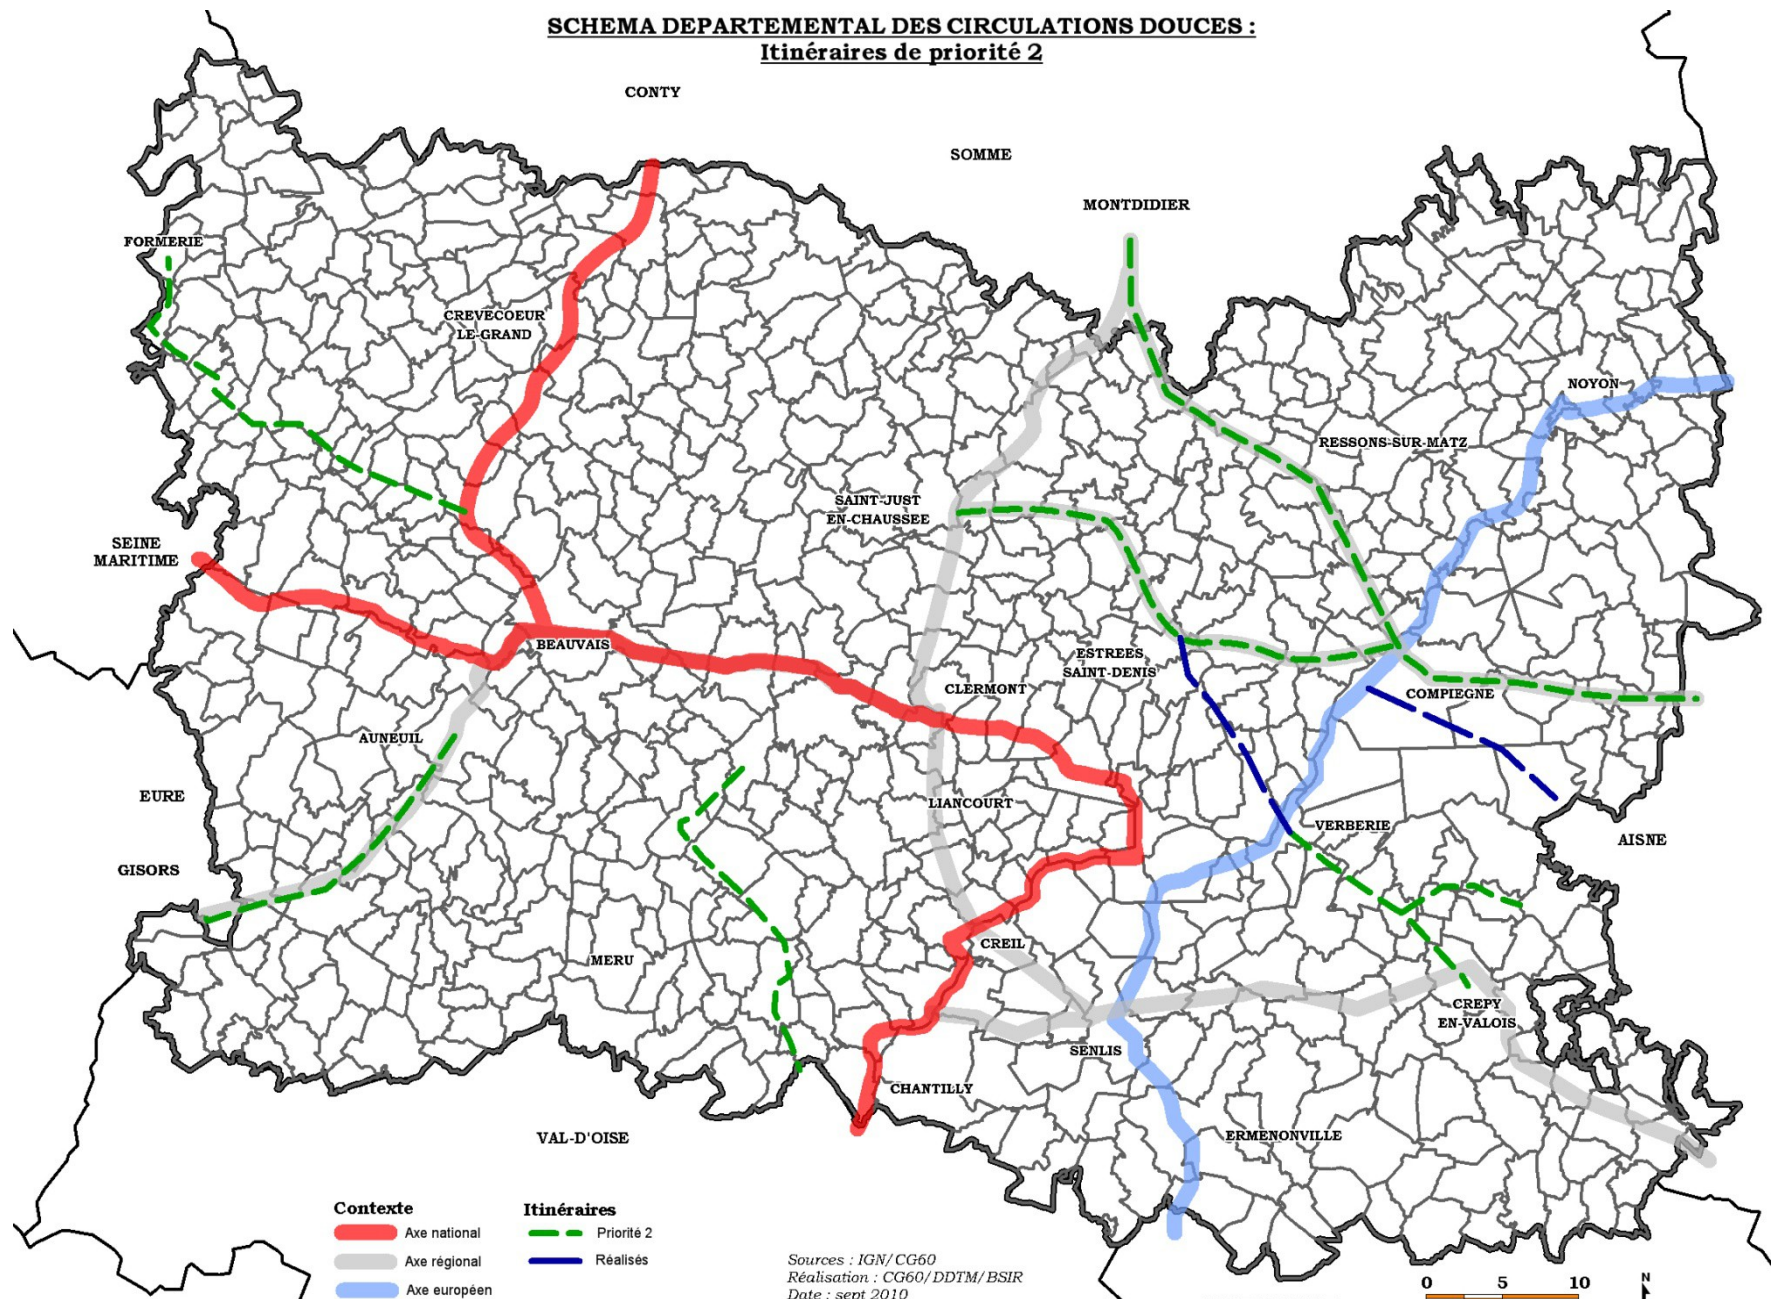 SCHEMA DEPARTEMENTAL DES CIRCULATIONS DOUCES :
Itinéraires de priorité 2
CONTY
SOMME
MONTDIDIER
FORMERIE
CREVECOEUR
LE-GRAND
NOYON
RESSONS-SUR-MATZ
SAINT-JUST
EN-CHAUSSEE
SEINE
MARITIME
BEAUVAIS
ESTREES
SAINT-DENIS
CLERMONT
COMPIEGNE
AUNEUIL
EURE
LIANCOURT
VERBERIE
AISNE
GISORS
MERU
CREIL
CREPY
EN-VALOIS
SENLIS
CHANTILLY
VAL-D'OISE
ERMENONVILLE
Contexte
Axe national
Axe régional
Axe européen
Itinéraires
Priorité 2
Réalisés
Sources : IGN/CG60
Réalisation : CG60/DDTM/BSIR
Date : sept 2010
0 5 10
N